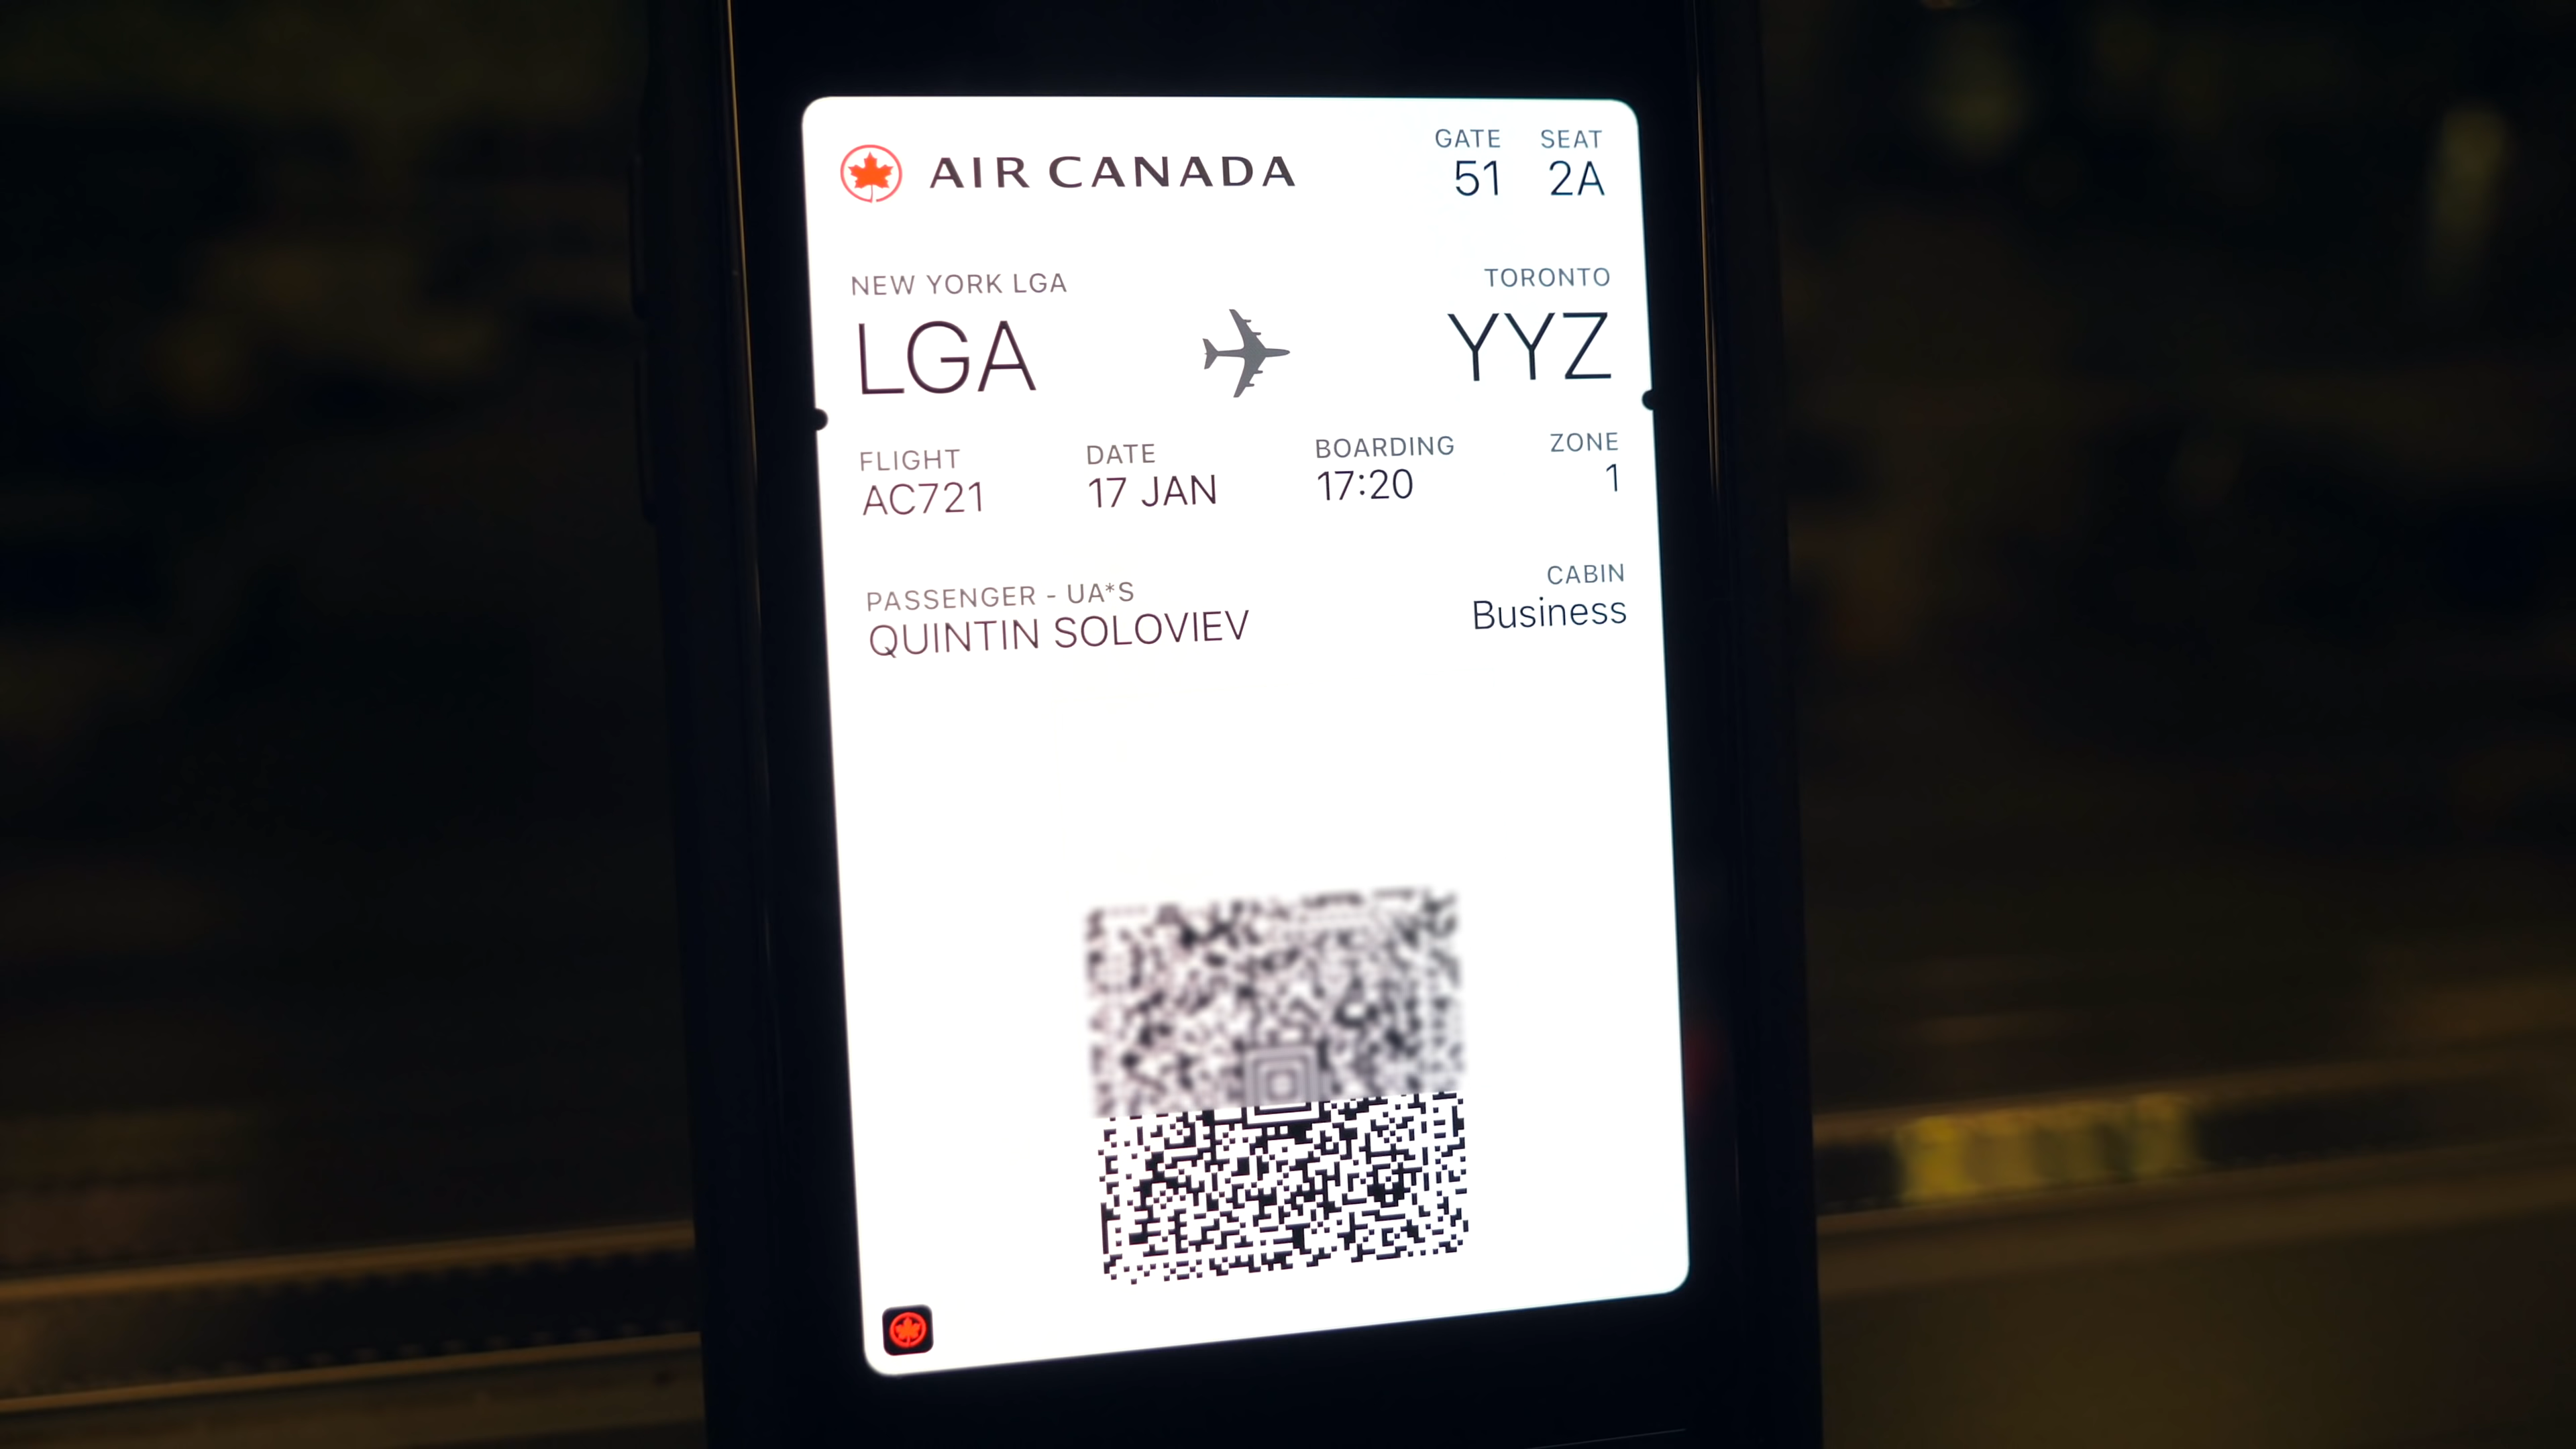 AIR CANADA
GATE SEAT
51 2A
NEW YORK LGA TORONTO
LGA YYZ
FLIGHT DATE BOARDING ZONE
AC721 17 JAN 17:20 1
PASSENGER - UA*S CABIN
QUINTIN SOLOVIEV Business